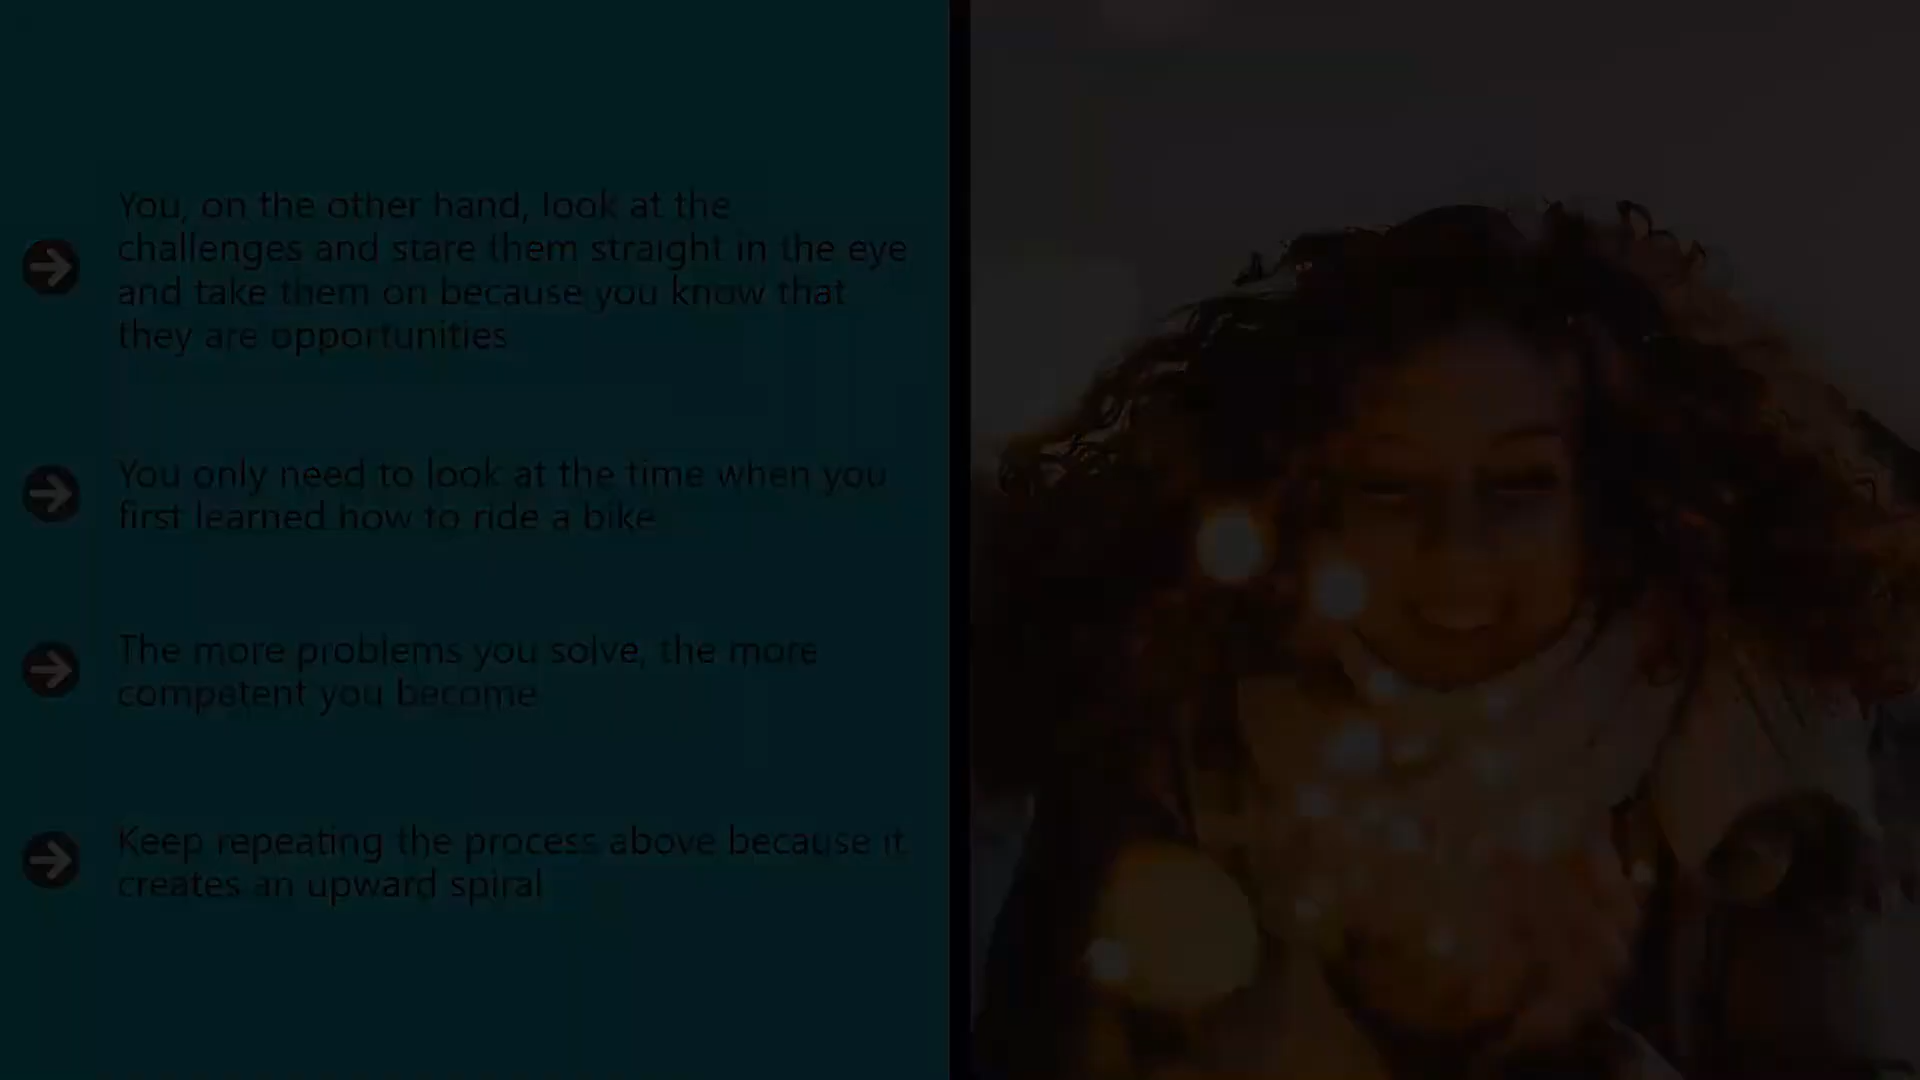 You, on the other hand, look at the
challenges and stare them straight in the eye
and take them on because you know that
they are opportunities
You only need to look at the time when you
first learned how to ride a bike
The more problems you solve, the more
competent you become
Keep repeating the process above because it
creates an upward spiral